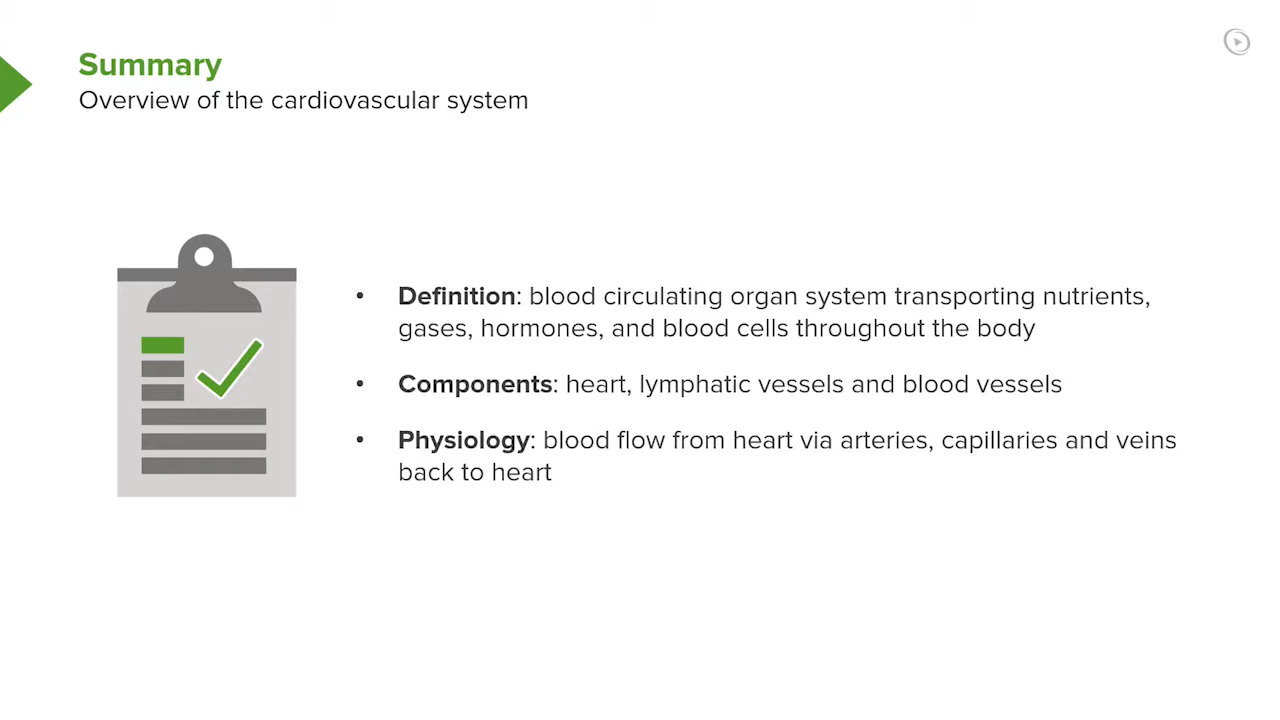 Summary
Overview of the cardiovascular system
• Definition: blood circulating organ system transporting nutrients,
gases, hormones, and blood cells throughout the body
• Components: heart, lymphatic vessels and blood vessels
• Physiology: blood flow from heart via arteries, capillaries and veins
back to heart